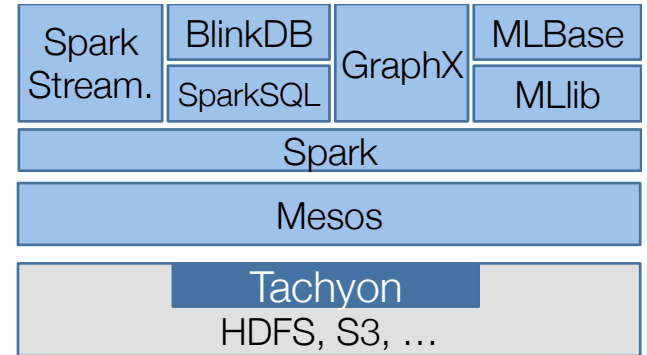 Spark
Stream.
BlinkDB
SparkSQL
GraphX
MLBase
MLlib
Spark
Mesos
Tachyon
HDFS, S3, …